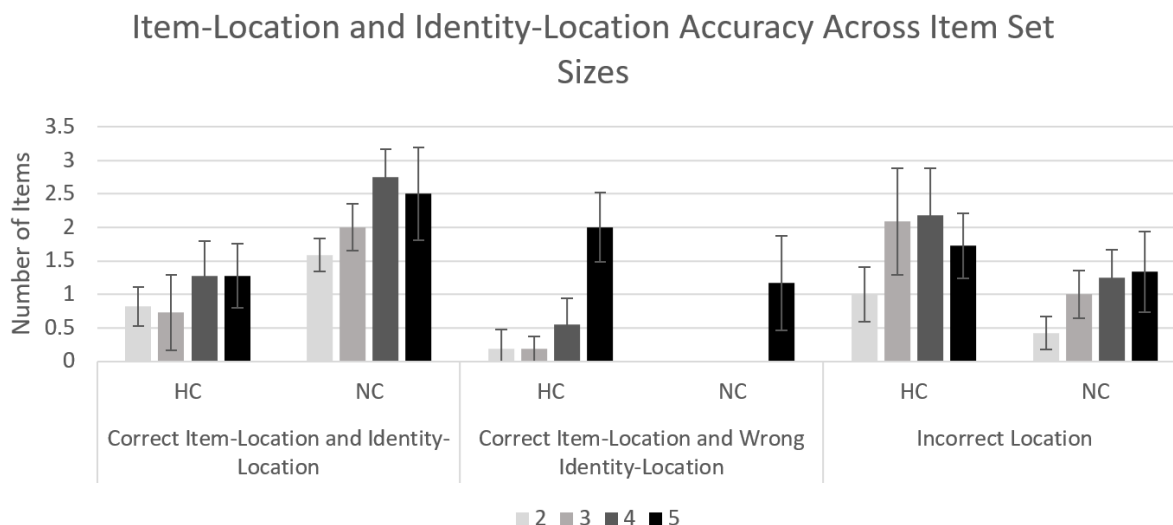 Item-Location and Identity-Location Accuracy Across Item Set
Sizes
Number of Items
3.5
3
2.5
2
1.5
1
0.5
0
HC NC HC NC HC NC
Correct Item-Location and Identity-
Location
Correct Item-Location and Wrong
Identity-Location
Incorrect Location
2 3 4 5